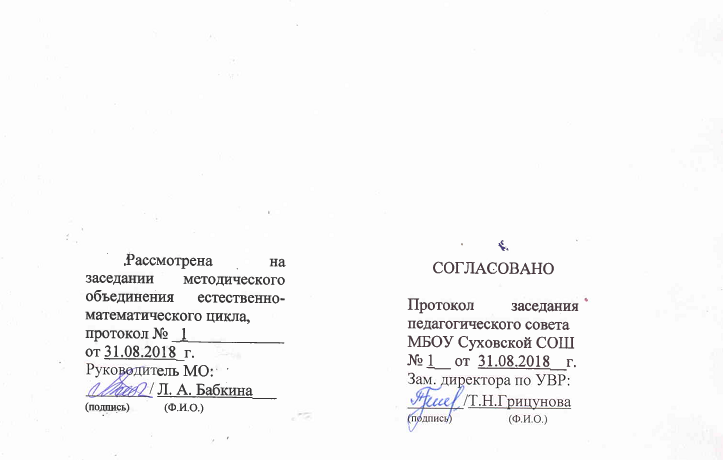 Рассмотрена на
заседании методического
объединения естественно-
математического цикла,
протокол № 1
от 31.08.2018 г.
Руководитель МО:
/ Л. А. Бабкина
(подпись) (Ф.И.О.)
СОГЛАСОВАНО
Протокол заседания
педагогического совета
МБОУ Суховской СОШ
№ 1 от 31.08.2018 г.
Зам. директора по УВР:
/Т.Н.Грицунова
(подпись) (Ф.И.О.)